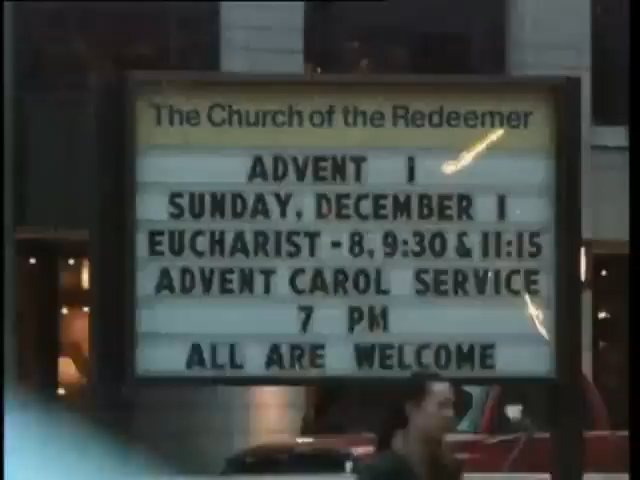 The Church of the Redeemer
ADVENT 1
SUNDAY, DECEMBER 1
EUCHARIST - 8, 9:30 & 11:15
ADVENT CAROL SERVICE
7 PM
ALL ARE WELCOME